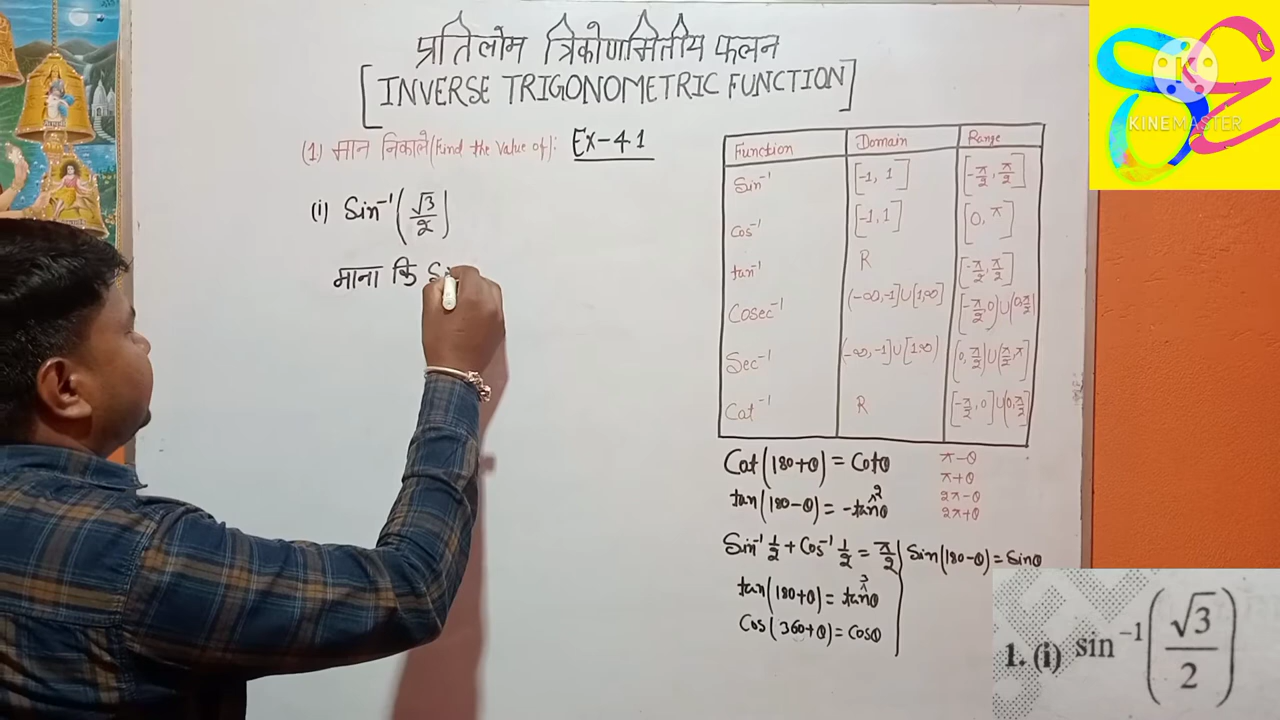 प्रतिलोम त्रिकोणमितीय फलन
[INVERSE TRIGONOMETRIC FUNCTION]
(1) मान निकाले (Find the value of): Ex-4.1
(i) Sin⁻¹(√3/2)
माना कि
Function Domain Range
Sin⁻¹ [-1, 1] [-π/2, π/2]
Cos⁻¹ [-1, 1] [0, π]
tan⁻¹ R [-π/2, π/2]
Cosec⁻¹ (-∞, -1]∪[1, ∞] [-π/2, 0)∪(0, π/2]
Sec⁻¹ (-∞, -1]∪[1 ∞) [0, π/2)∪(π/2, π]
Cat⁻¹ R [-π/2, 0]∪(0, π/2]
Cat(180+θ) = Cotθ
tan(180-θ) = -tanθ
π-θ
π+θ
2π-θ
2π+θ
Sin⁻¹ 1/2 + Cos⁻¹ 1/2 = π/2
Sin(180-θ) = Sinθ
tan(180+θ) = tanθ
Cos(360+θ) = Cosθ
KINEMASTER
1. (i) sin⁻¹(√3/2)